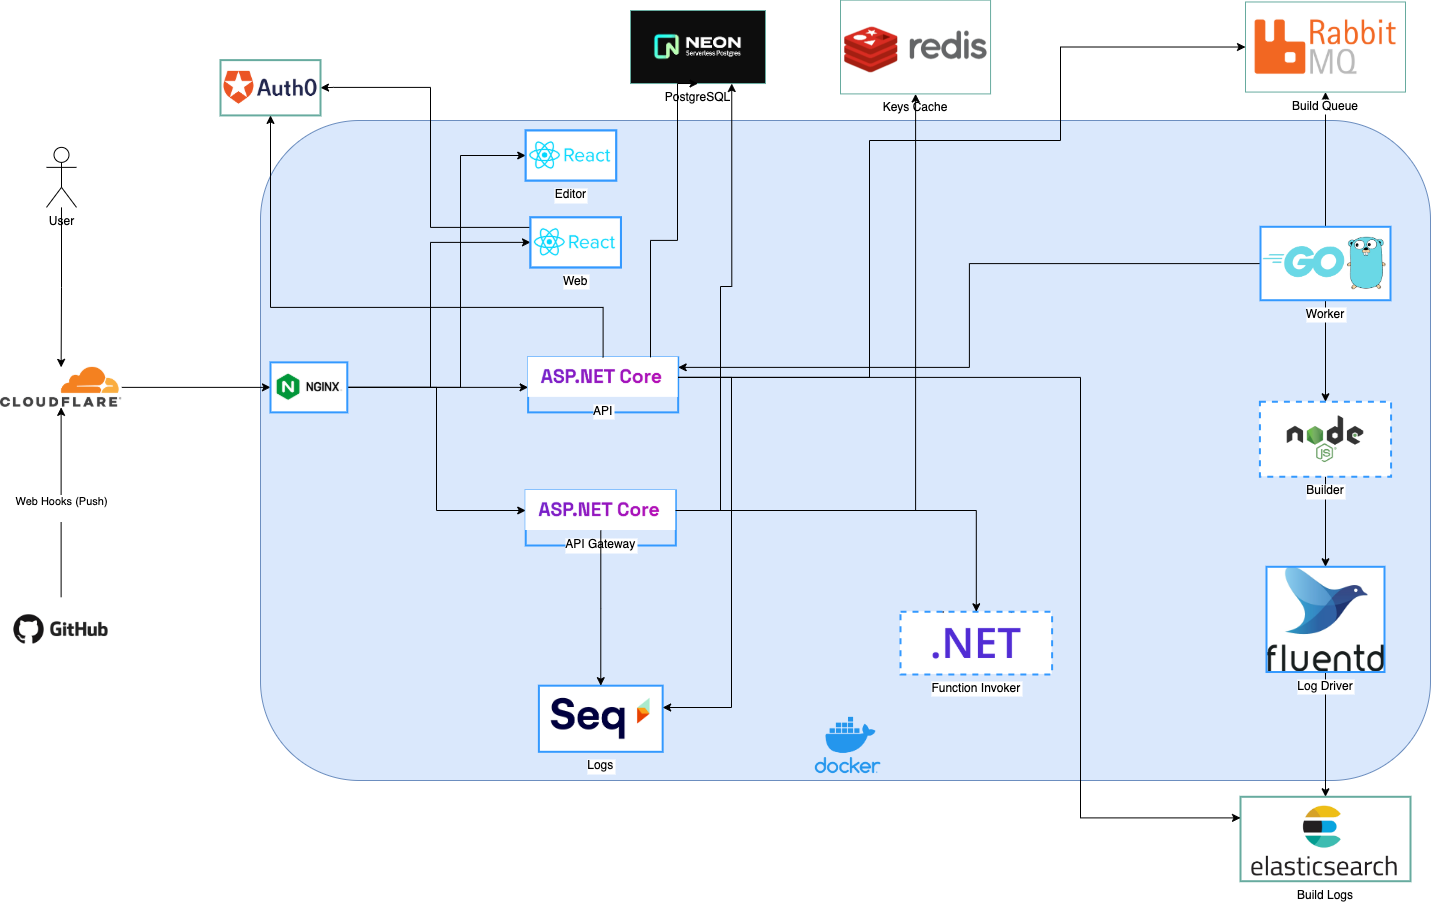 NEON
Serverless Postgres
PostgreSQL
redis
Keys Cache
Rabbit
MQ
Build Queue
Auth0
User
React
Editor
React
Web
GO
Worker
CLOUDFLARE
NGINX
ASP.NET Core
API
node
JS
Builder
Web Hooks (Push)
ASP.NET Core
API Gateway
GitHub
.NET
Function Invoker
fluentd
Log Driver
Seq
Logs
docker
elasticsearch
Build Logs